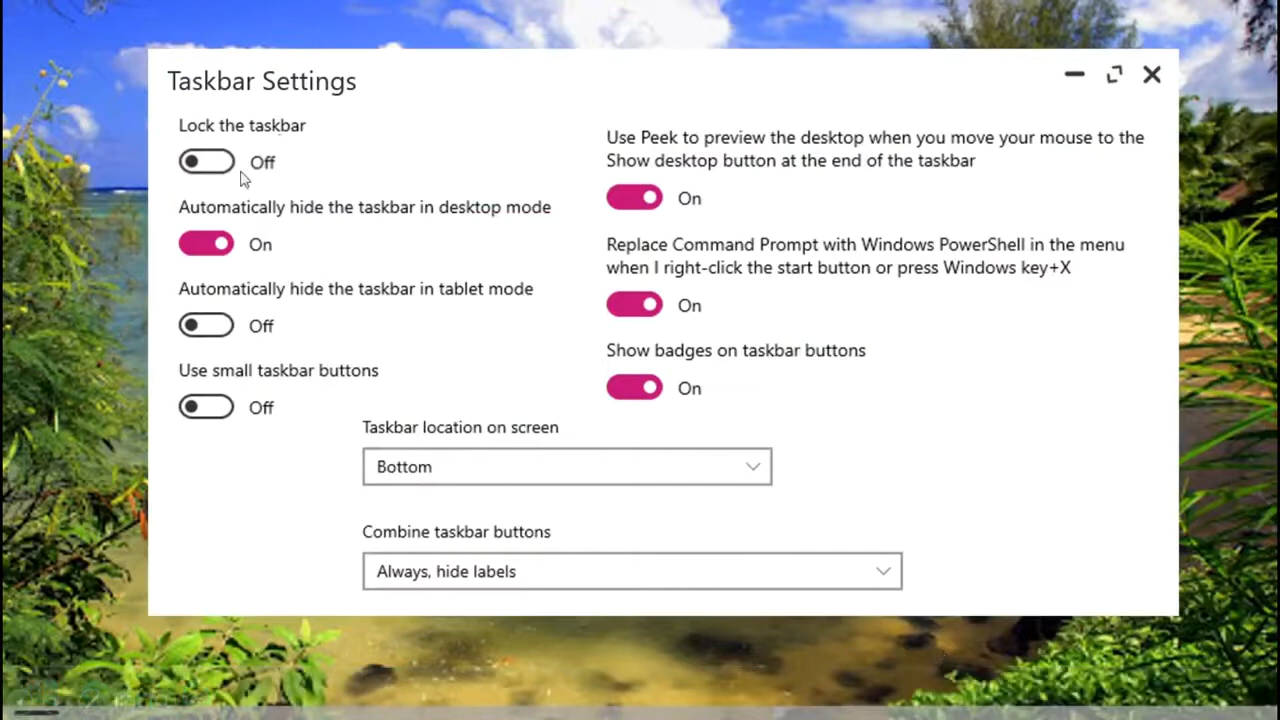 Taskbar Settings
Lock the taskbar
Off
Automatically hide the taskbar in desktop mode
On
Automatically hide the taskbar in tablet mode
Off
Use small taskbar buttons
Off
Use Peek to preview the desktop when you move your mouse to the
Show desktop button at the end of the taskbar
On
Replace Command Prompt with Windows PowerShell in the menu
when I right-click the start button or press Windows key+X
On
Show badges on taskbar buttons
On
Taskbar location on screen
Bottom
Combine taskbar buttons
Always, hide labels